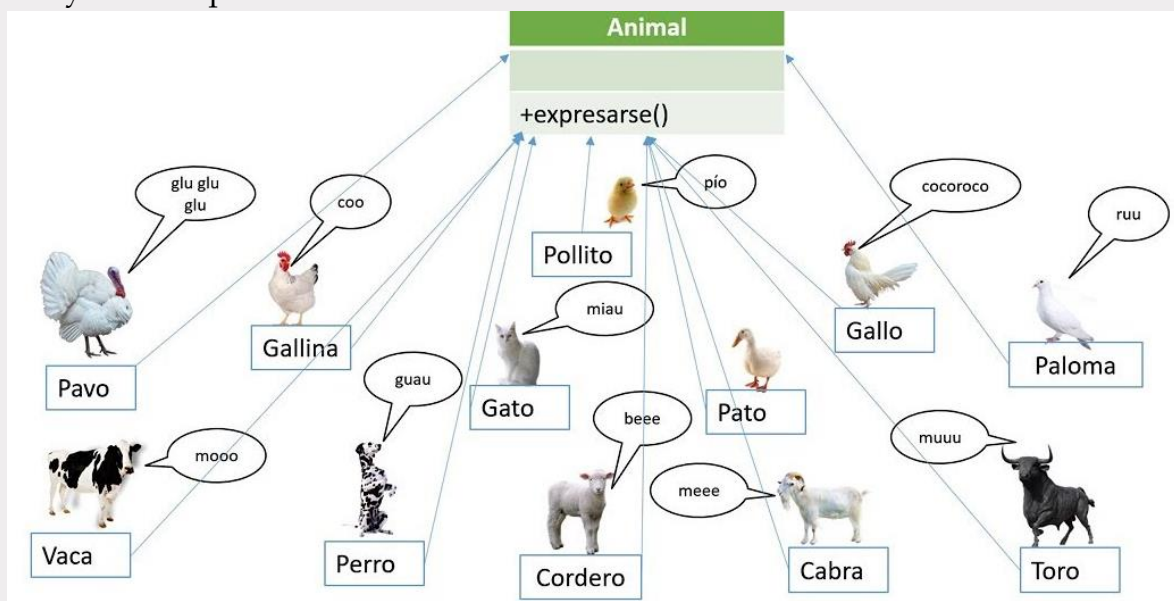 Animal
+expresarse()
glu glu
glu
coo
pío
cocoroco
ruu
Pollito
miau
Gallina
Gallo
Paloma
Pavo
guau
Gato
beee
Pato
mooo
muuu
meee
Vaca
Perro
Cordero
Cabra
Toro